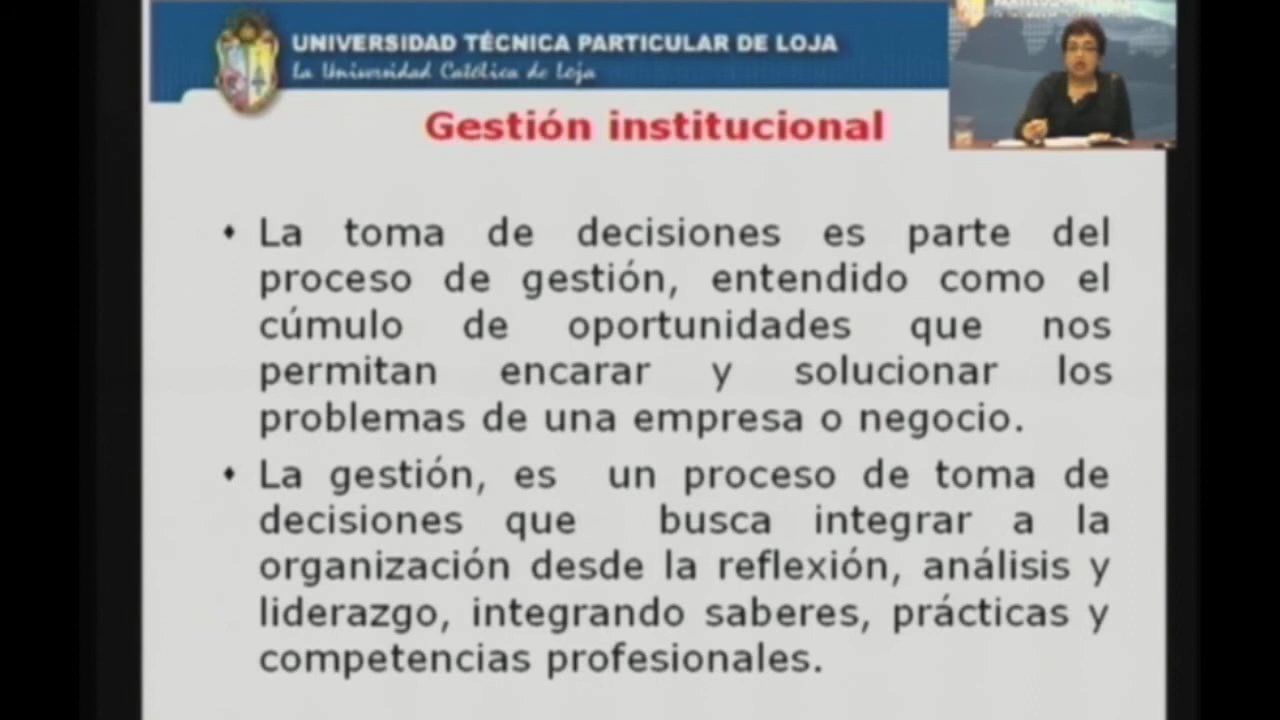 UNIVERSIDAD TÉCNICA PARTICULAR DE LOJA
La Universidad Católica de Loja
Gestión institucional
• La toma de decisiones es parte del
proceso de gestión, entendido como el
cúmulo de oportunidades que nos
permitan encarar y solucionar los
problemas de una empresa o negocio.
• La gestión, es un proceso de toma de
decisiones que busca integrar a la
organización desde la reflexión, análisis y
liderazgo, integrando saberes, prácticas y
competencias profesionales.